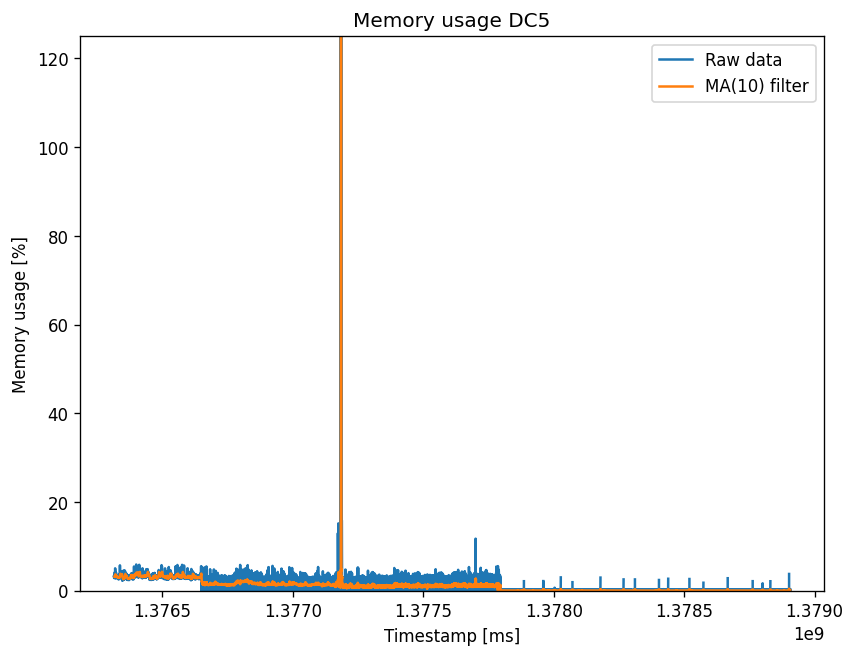 Memory usage DC5
Raw data
MA(10) filter
Memory usage [%]
120
100
80
60
40
20
0
1.3765 1.3770 1.3775 1.3780 1.3785 1.3790
1e9
Timestamp [ms]